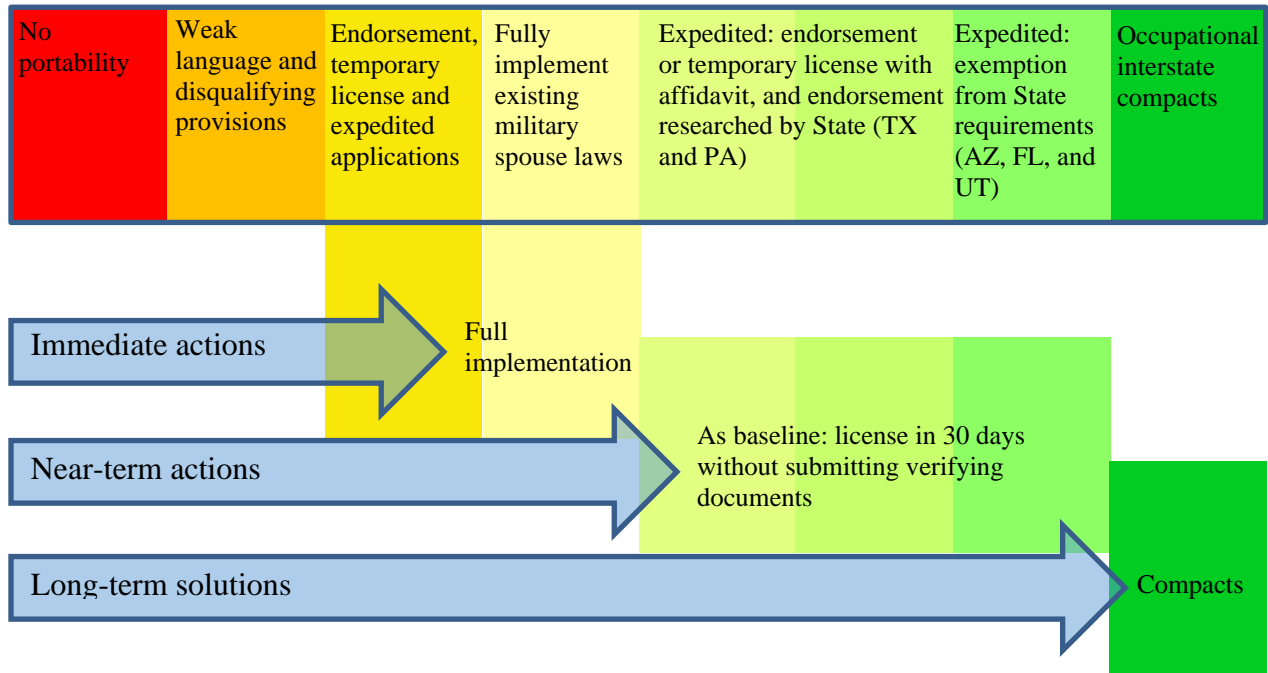 No
portability
Weak
language and
disqualifying
provisions
Endorsement,
temporary
license and
expedited
applications
Fully
implement
existing
military
spouse laws
Expedited: endorsement
or temporary license with
affidavit, and endorsement
researched by State (TX
and PA)
Expedited:
exemption
from State
requirements
(AZ, FL, and
UT)
Occupational
interstate
compacts
Immediate actions
Full
implementation
Near-term actions
As baseline: license in 30 days
without submitting verifying
documents
Long-term solutions
Compacts